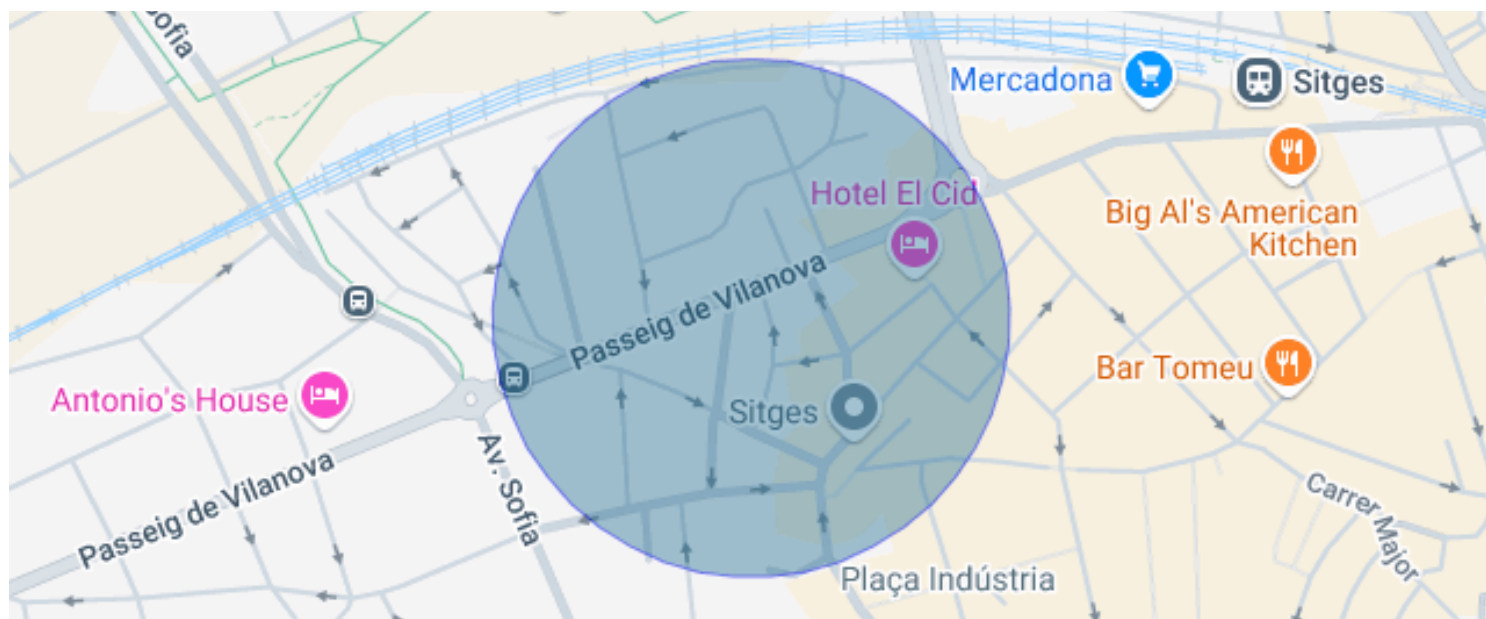 Sofia
Mercadona
Sitges
Hotel El Cid
Big Al's American
Kitchen
Passeig de Vilanova
Bar Tomeu
Antonio's House
Sitges
Av. Sofia
Passeig de Vilanova
Carrer Major
Plaça Indústria